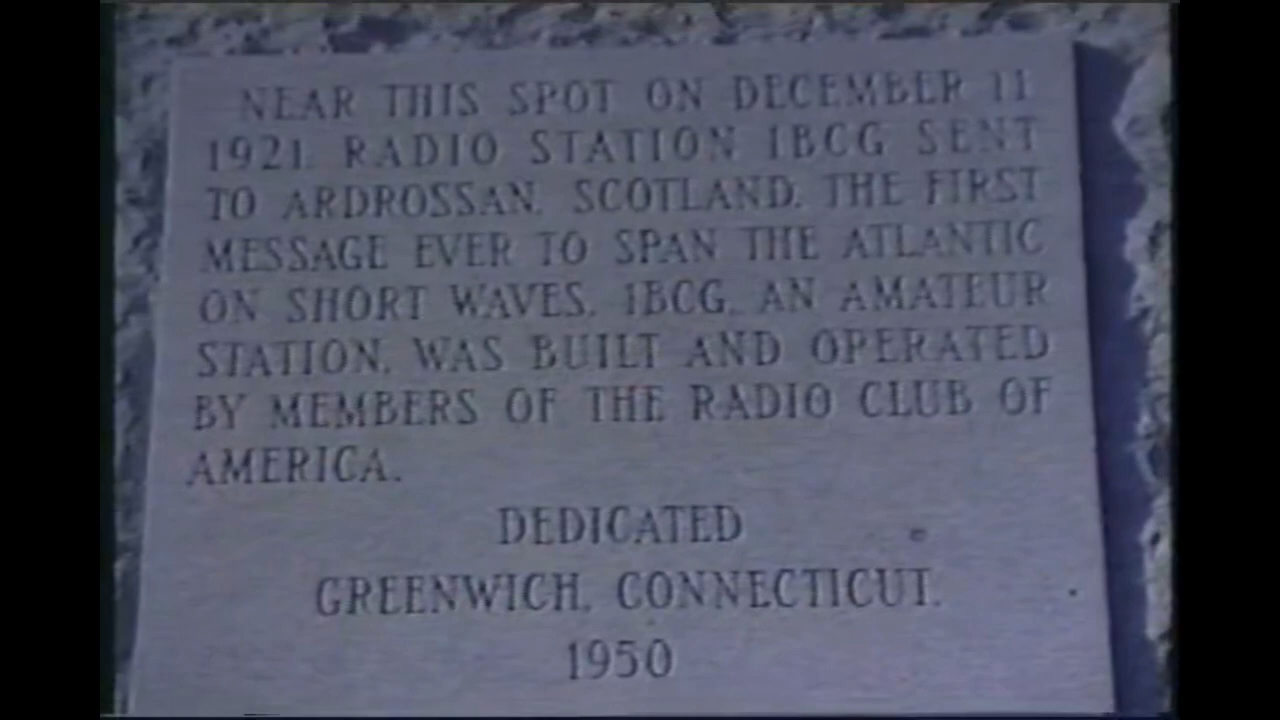 NEAR THIS SPOT ON DECEMBER 11
1921. RADIO STATION 1BCG SENT
TO ARDROSSAN, SCOTLAND, THE FIRST
MESSAGE EVER TO SPAN THE ATLANTIC
ON SHORT WAVES. 1BCG, AN AMATEUR
STATION, WAS BUILT AND OPERATED
BY MEMBERS OF THE RADIO CLUB OF
AMERICA.
DEDICATED
GREENWICH, CONNECTICUT.
1950